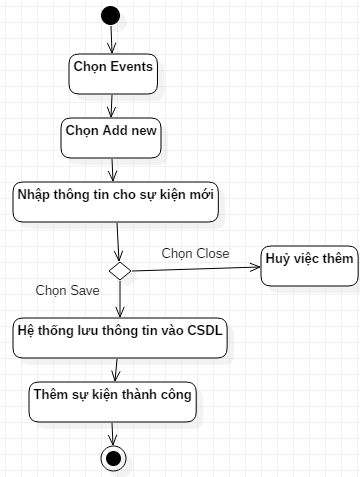 Chọn Events
Chọn Add new
Nhập thông tin cho sự kiện mới
Chọn Close
Huỷ việc thêm
Chọn Save
Hệ thống lưu thông tin vào CSDL
Thêm sự kiện thành công